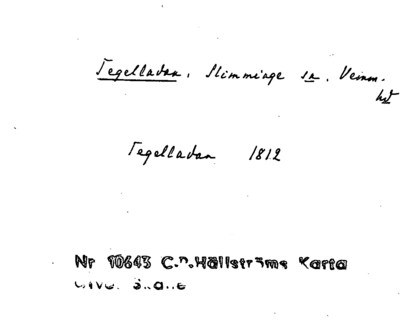 Tegelladan, Slimminge sn, Vemm.
hd
Tegelladan 1812
Nr 10643 C.P. Hällströms Karta